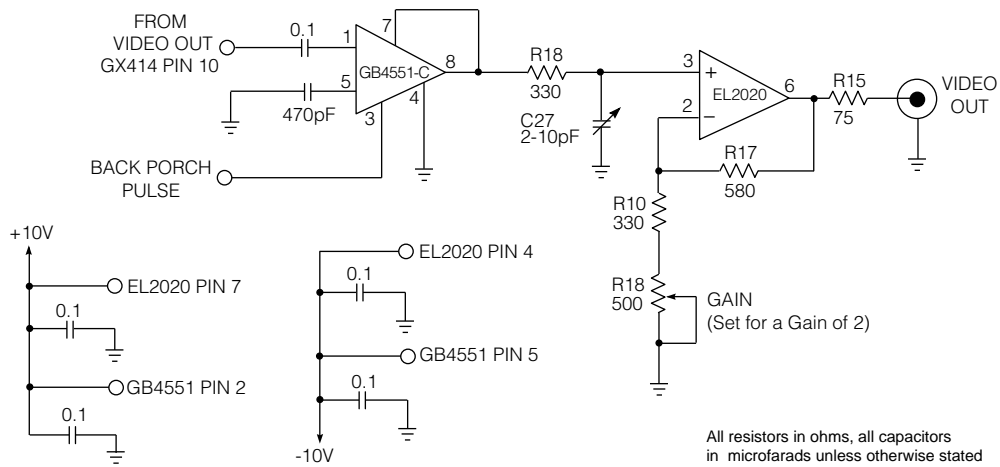 FROM
VIDEO OUT
GX414 PIN 10
0.1
1
7
GB4551-C
8
5
4
3
470pF
BACK PORCH
PULSE
R18
330
C27
2-10pF
3
+
EL2020
6
2
–
R15
75
VIDEO
OUT
R17
580
R10
330
R18
500
GAIN
(Set for a Gain of 2)
+10V
EL2020 PIN 7
0.1
GB4551 PIN 2
0.1
EL2020 PIN 4
0.1
GB4551 PIN 5
0.1
-10V
All resistors in ohms, all capacitors
in microfarads unless otherwise stated